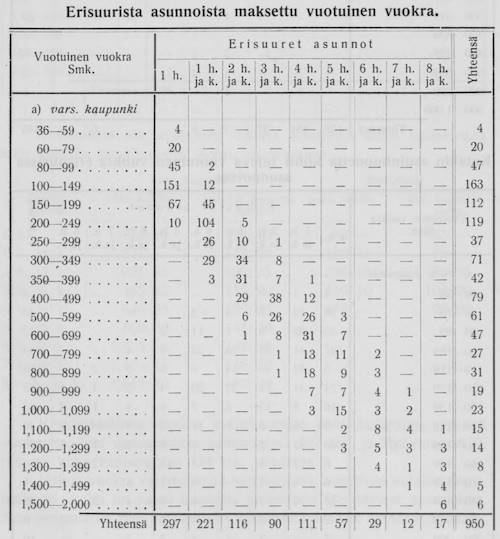 Erisuurista asunnoista maksettu vuotuinen vuokra.
Vuotuinen vuokra Smk. Erisuuret asunnot Yhteensä
1 h. 1 h. ja k. 2 h. ja k. 3 h. ja k. 4 h. ja k. 5 h. ja k. 6 h. ja k. 7 h. ja k. 8 h. ja k.
a) vars. kaupunki
36—59 . . . . . . . 4 — — — — — — — — 4
60—79 . . . . . . . 20 — — — — — — — — 20
80—99 . . . . . . . 45 2 — — — — — — — 47
100—149 . . . . . . 151 12 — — — — — — — 163
150—199 . . . . . . 67 45 — — — — — — — 112
200—249 . . . . . . 10 104 5 — — — — — — 119
250—299 . . . . . . — 26 10 1 — — — — — 37
300—349 . . . . . . — 29 34 8 — — — — — 71
350—399 . . . . . . — 3 31 7 1 — — — — 42
400—499 . . . . . . — — 29 38 12 — — — — 79
500—599 . . . . . . — — 6 26 26 3 — — — 61
600—699 . . . . . . — — 1 8 31 7 — — — 47
700—799 . . . . . . — — — 1 13 11 2 — — 27
800—899 . . . . . . — — — 1 18 9 3 — — 31
900—999 . . . . . . — — — — 7 7 4 1 — 19
1,000—1,099 . . . . . . — — — — 3 15 3 2 — 23
1,100—1,199 . . . . . . — — — — — 2 8 4 1 15
1,200—1,299 . . . . . . — — — — — 3 5 3 3 14
1,300—1,399 . . . . . . — — — — — — 4 1 3 8
1,400—1,499 . . . . . . — — — — — — — 1 4 5
1,500—2,000 . . . . . . — — — — — — — — 6 6
Yhteensä 297 221 116 90 111 57 29 12 17 950